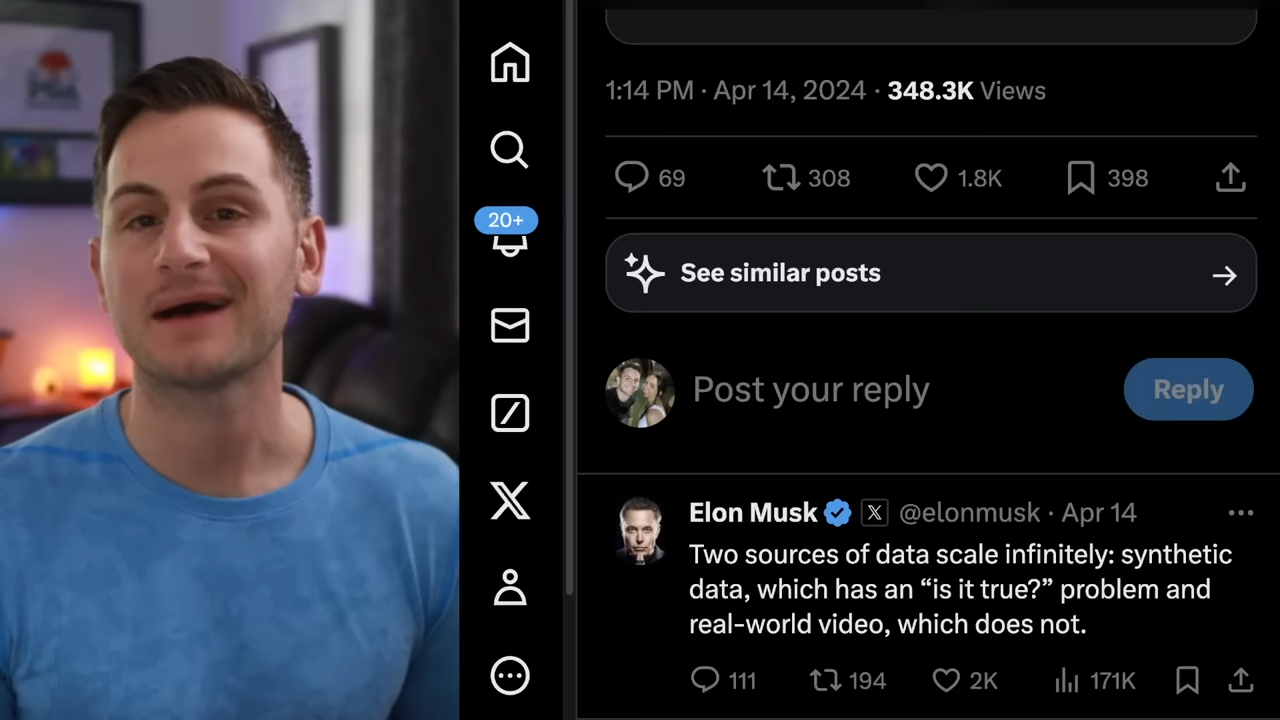 1:14 PM · Apr 14, 2024 · 348.3K Views
69 308 1.8K 398
20+
See similar posts
Post your reply
Reply
Elon Musk @elonmusk · Apr 14
Two sources of data scale infinitely: synthetic
data, which has an “is it true?” problem and
real-world video, which does not.
111 194 2K 171K